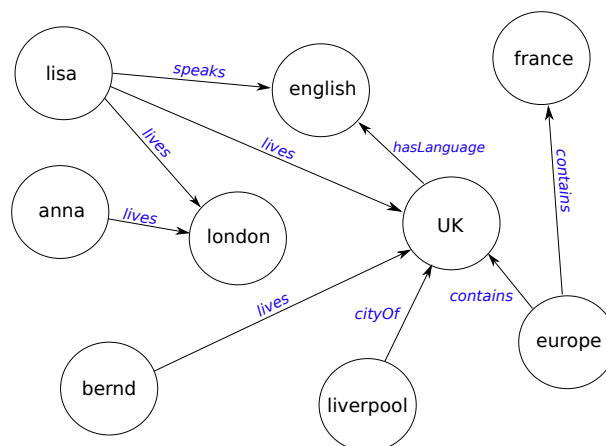 lisa
speaks
english
france
lives
lives
hasLanguage
contains
anna
lives
london
UK
lives
cityOf
contains
europe
bernd
liverpool